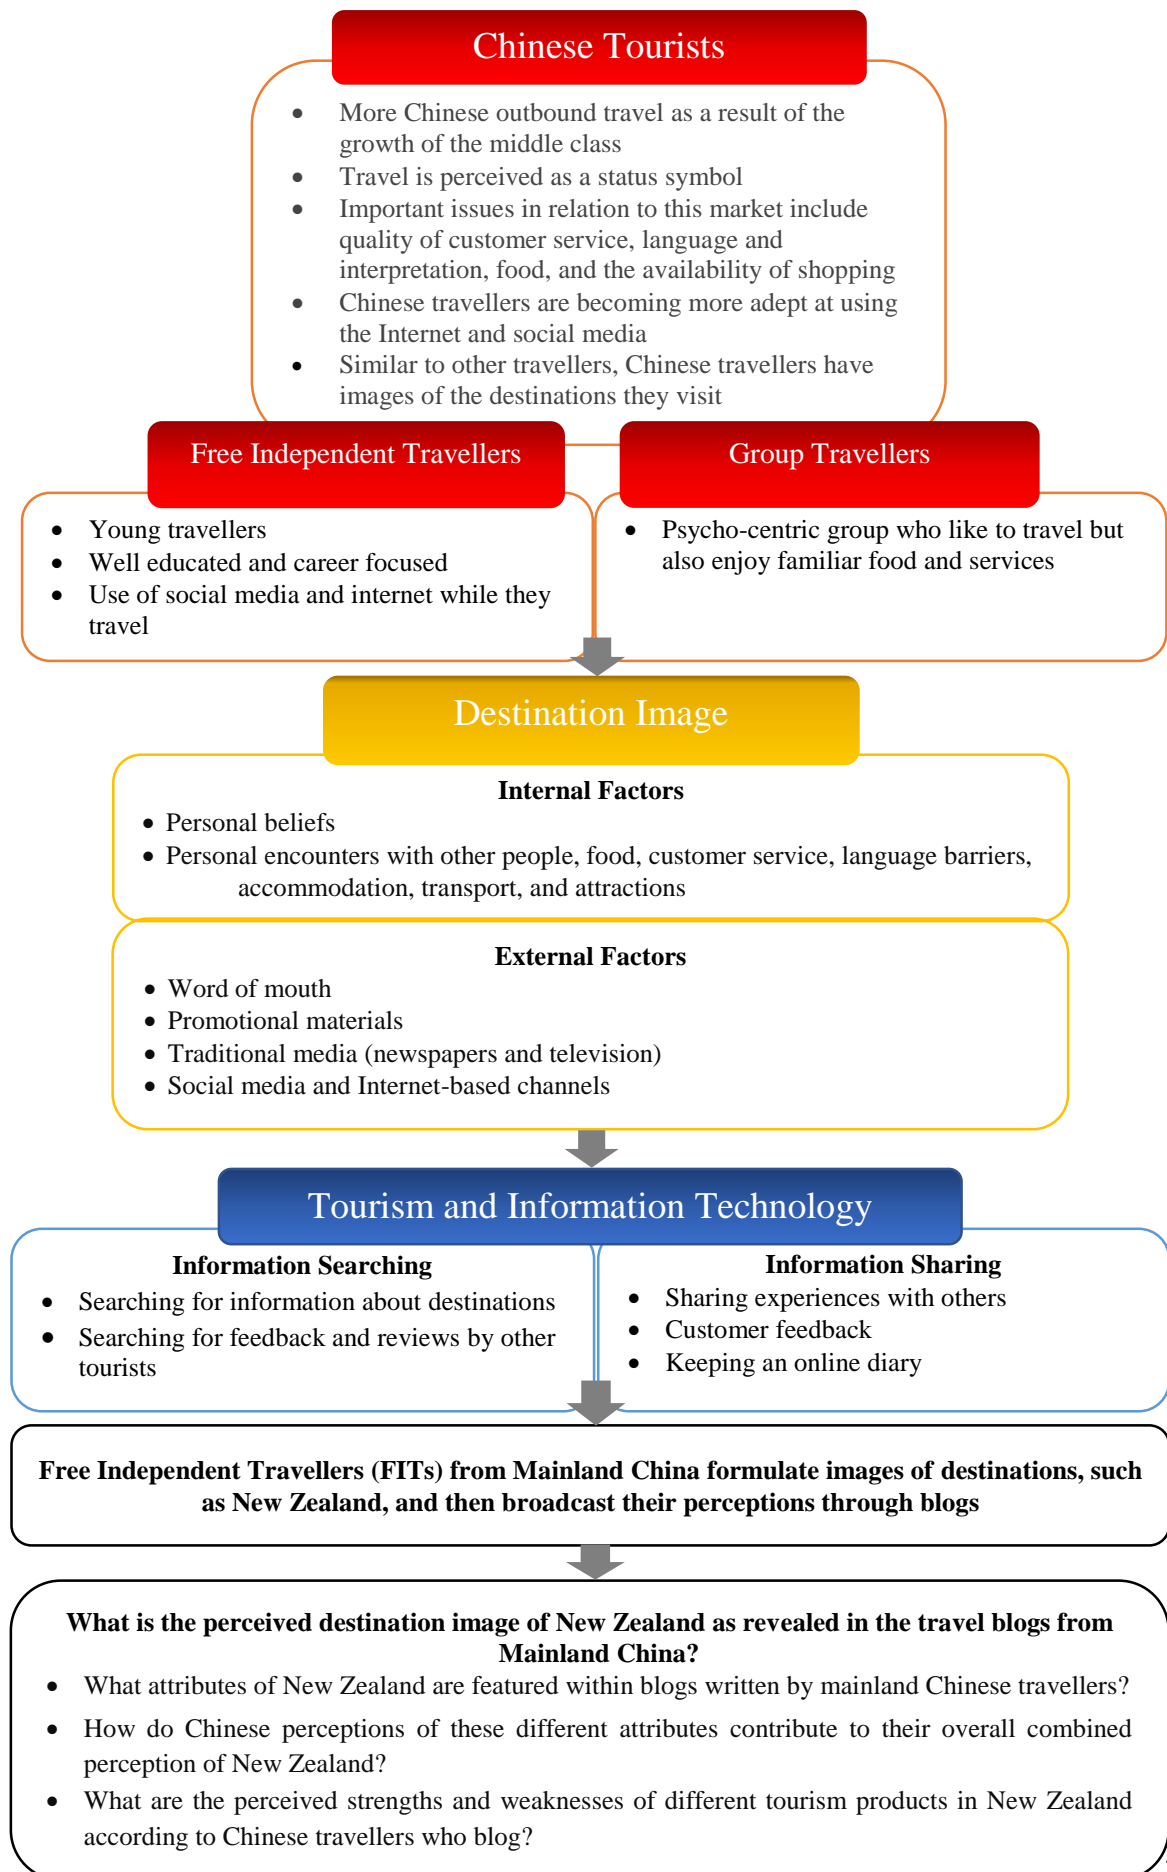 Chinese Tourists
• More Chinese outbound travel as a result of the
growth of the middle class
• Travel is perceived as a status symbol
• Important issues in relation to this market include
quality of customer service, language and
interpretation, food, and the availability of shopping
• Chinese travellers are becoming more adept at using
the Internet and social media
• Similar to other travellers, Chinese travellers have
images of the destinations they visit
Free Independent Travellers
• Young travellers
• Well educated and career focused
• Use of social media and internet while they
travel
Group Travellers
• Psycho-centric group who like to travel but
also enjoy familiar food and services
Destination Image
Internal Factors
• Personal beliefs
• Personal encounters with other people, food, customer service, language barriers,
accommodation, transport, and attractions
External Factors
• Word of mouth
• Promotional materials
• Traditional media (newspapers and television)
• Social media and Internet-based channels
Tourism and Information Technology
Information Searching
• Searching for information about destinations
• Searching for feedback and reviews by other
tourists
Information Sharing
• Sharing experiences with others
• Customer feedback
• Keeping an online diary
Free Independent Travellers (FITs) from Mainland China formulate images of destinations, such
as New Zealand, and then broadcast their perceptions through blogs
What is the perceived destination image of New Zealand as revealed in the travel blogs from
Mainland China?
• What attributes of New Zealand are featured within blogs written by mainland Chinese travellers?
• How do Chinese perceptions of these different attributes contribute to their overall combined
perception of New Zealand?
• What are the perceived strengths and weaknesses of different tourism products in New Zealand
according to Chinese travellers who blog?